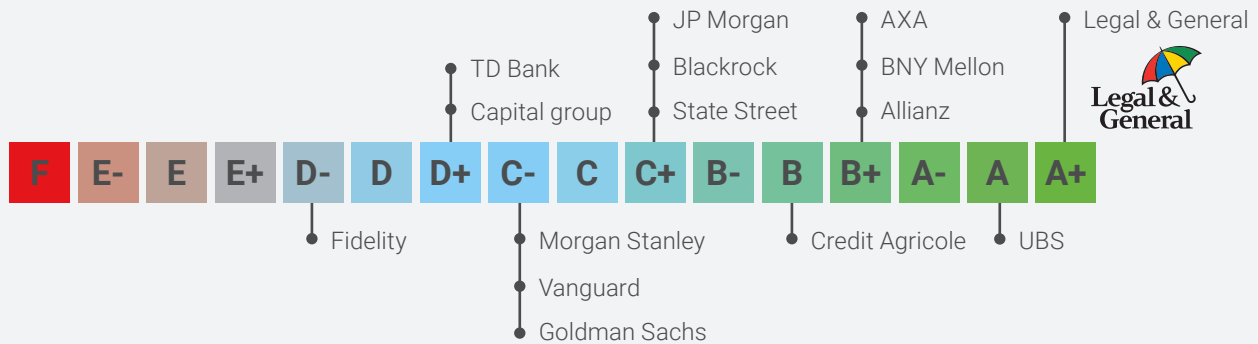 JP Morgan
AXA
Legal & General
TD Bank
Blackrock
BNY Mellon
Capital group
State Street
Allianz
Legal &
General
F E- E E+ D- D D+ C- C C+ B- B B+ A- A A+
Fidelity
Morgan Stanley
Credit Agricole
UBS
Vanguard
Goldman Sachs